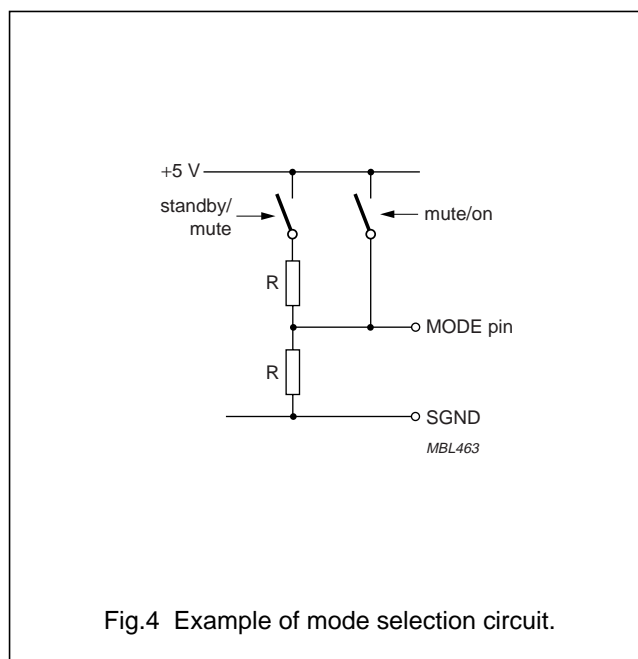 +5 V
standby/
mute
mute/on
R
MODE pin
R
SGND
MBL463
Fig.4 Example of mode selection circuit.